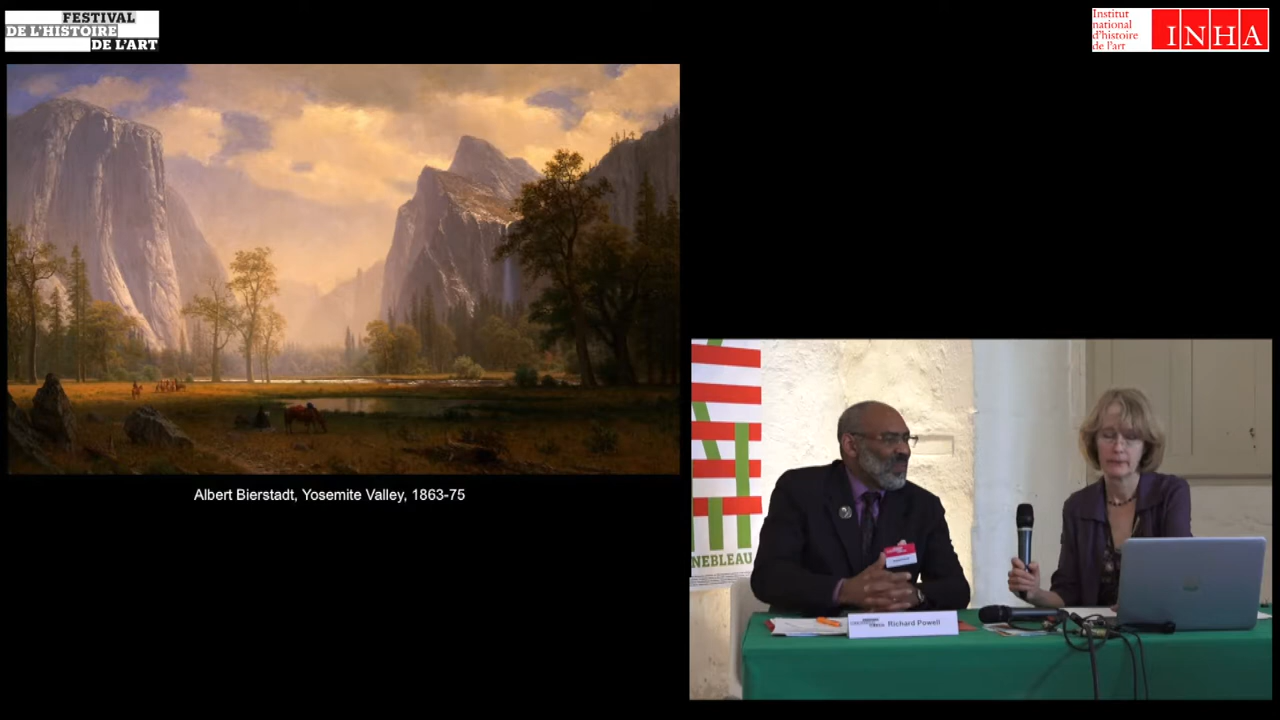 FESTIVAL
DE L'HISTOIRE
DE L'ART
Institut
national
d'histoire
de l'art
INHA
Albert Bierstadt, Yosemite Valley, 1863-75
NEBLEAU
Richard Powell